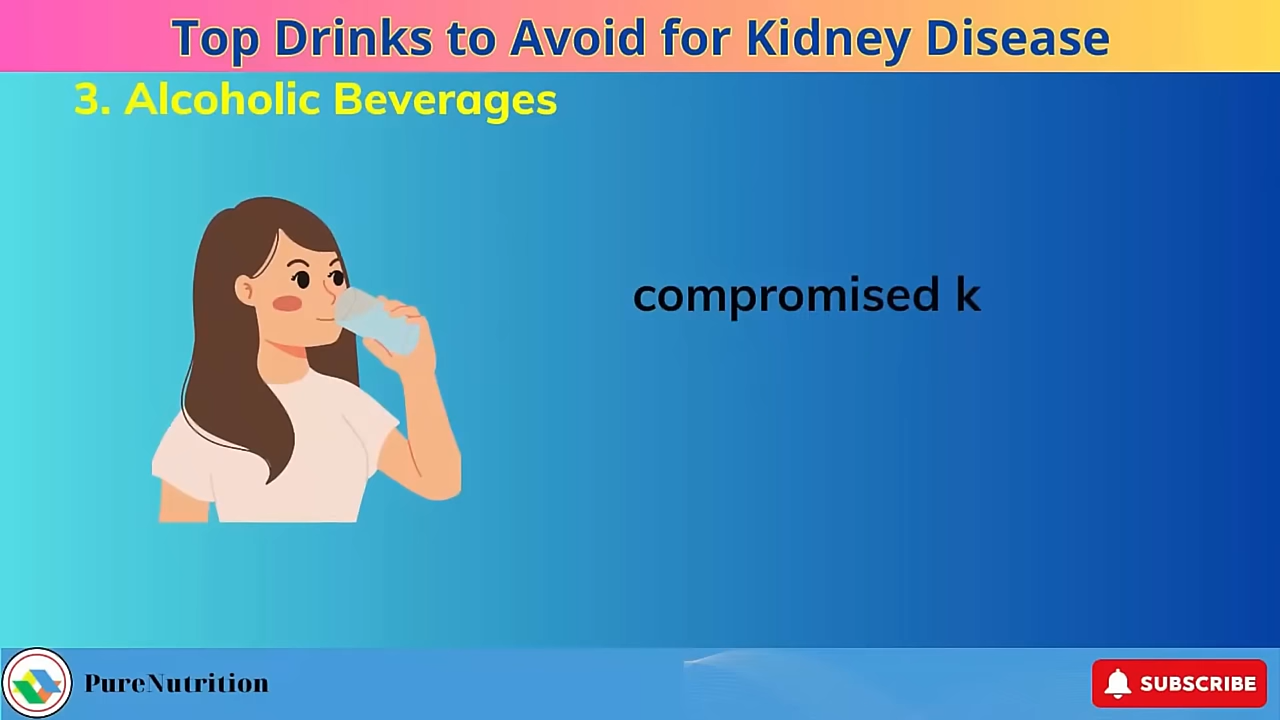 Top Drinks to Avoid for Kidney Disease
3. Alcoholic Beverages
compromised k
PureNutrition
SUBSCRIBE